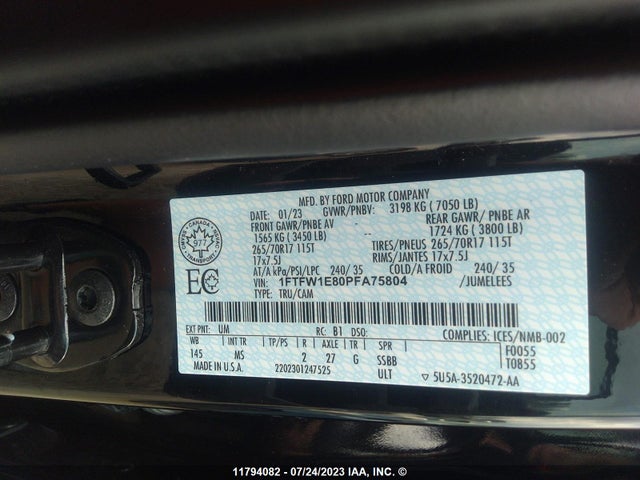 MFD. BY FORD MOTOR COMPANY
DATE: 01/23 GVWR/PNBV: 3198 KG ( 7050 LB)
FRONT GAWR/PNBE AV REAR GAWR/ PNBE AR
1565 KG ( 3450 LB) 1724 KG ( 3800 LB)
265/70R17 115T TIRES/PNEUS 265/70R17 115T
17x7.5J RIMS/JANTES 17x7.5J
AT/A kPa/PSI/LPC 240/ 35 COLD/A FROID 240/ 35
VIN: 1FTFW1E80PFA75804 /JUMELEES
TYPE: TRU/CAM
CANADA
977
TRANSPORT
EC
EXT PNT: UM RC: B1 DSO: COMPLIES: ICES/NMB-002
WB INT TR TP/PS R AXLE TR SPR F0055
145 MS 2 27 G SSBB T0855
MADE IN U.S.A. 2202301247525 ULT 5U5A-3520472-AA
11794082 - 07/24/2023 IAA, INC. ©